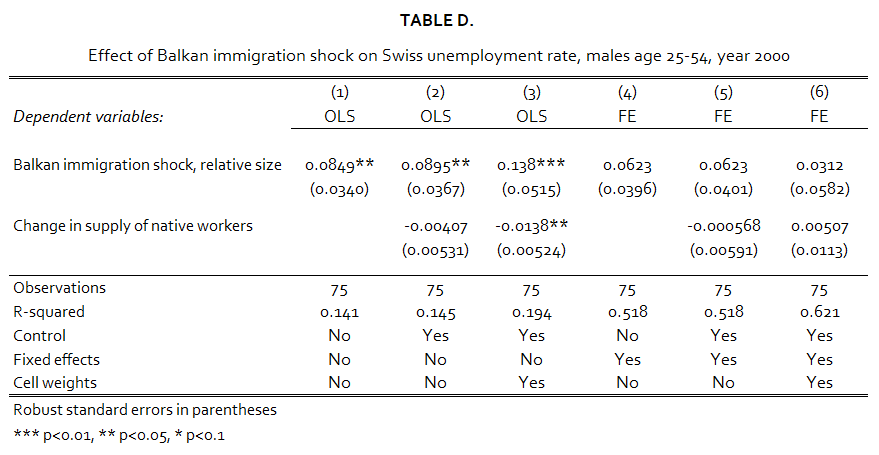 TABLE D.
Effect of Balkan immigration shock on Swiss unemployment rate, males age 25-54, year 2000
(1) (2) (3) (4) (5) (6)
Dependent variables: OLS OLS OLS FE FE FE
Balkan immigration shock, relative size 0.0849** 0.0895** 0.138*** 0.0623 0.0623 0.0312
(0.0340) (0.0367) (0.0515) (0.0396) (0.0401) (0.0582)
Change in supply of native workers -0.00407 -0.0138** -0.000568 0.00507
(0.00531) (0.00524) (0.00591) (0.0113)
Observations 75 75 75 75 75 75
R-squared 0.141 0.145 0.194 0.518 0.518 0.621
Control No Yes Yes No Yes Yes
Fixed effects No No No Yes Yes Yes
Cell weights No No Yes No No Yes
Robust standard errors in parentheses
*** p<0.01, ** p<0.05, * p<0.1